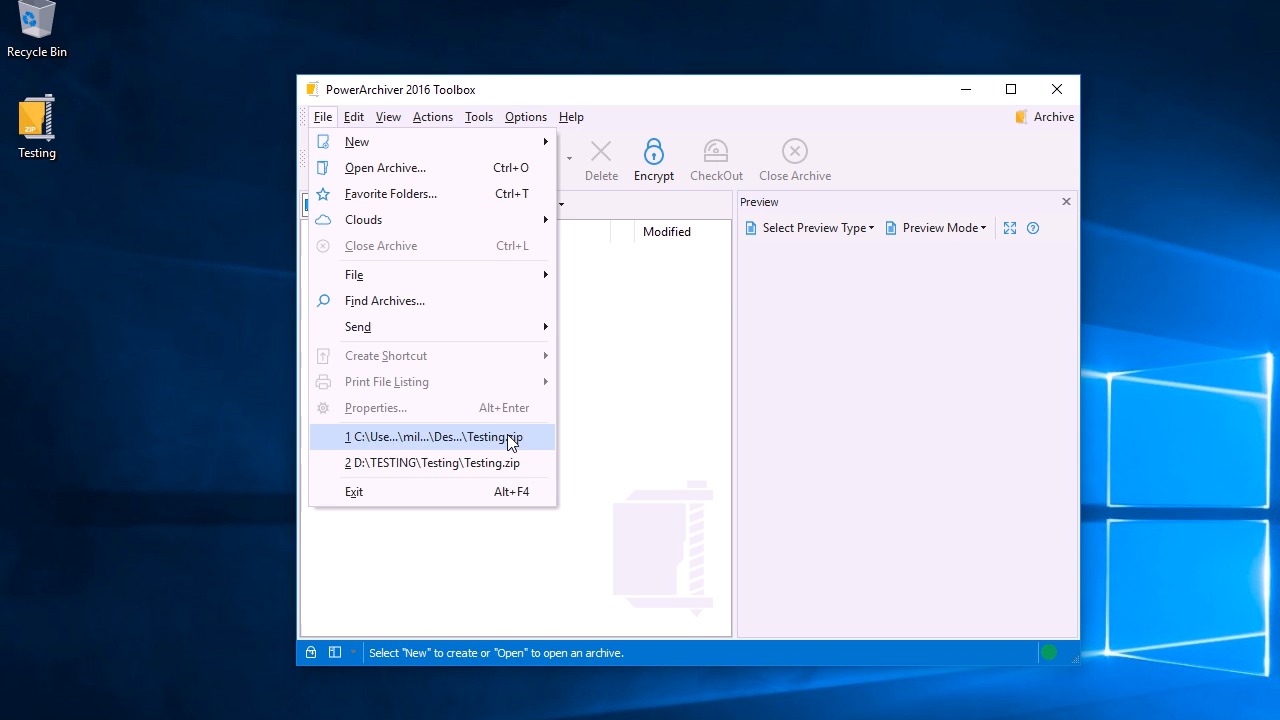 Recycle Bin
ZIP
Testing
PowerArchiver 2016 Toolbox
File Edit View Actions Tools Options Help Archive
Delete Encrypt CheckOut Close Archive
New
Open Archive... Ctrl+O
Favorite Folders... Ctrl+T
Clouds
Close Archive Ctrl+L
File
Find Archives...
Send
Create Shortcut
Print File Listing
Properties... Alt+Enter
1 C:\Use...\mil...\Des...\Testing.zip
2 D:\TESTING\Testing\Testing.zip
Exit Alt+F4
Modified
Preview
Select Preview Type Preview Mode
Select "New" to create or "Open" to open an archive.